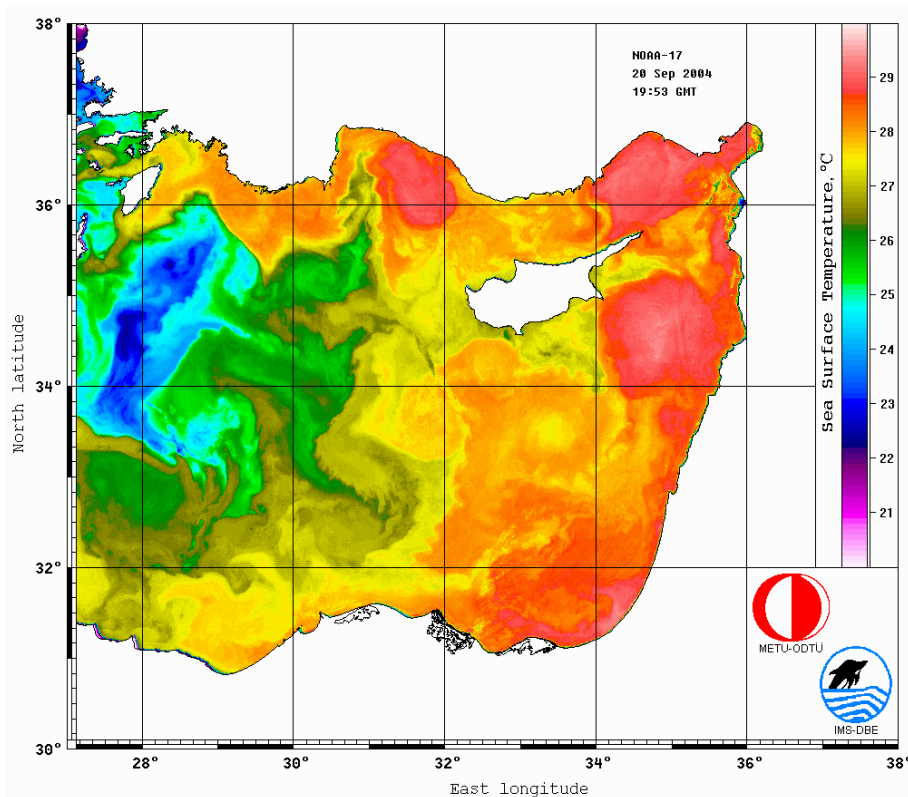 38°
NOAA-17
20 Sep 2004
19:53 GMT
36°
34°
32°
30°
North latitude
28°
30°
32°
34°
36°
38°
East longitude
Sea Surface Temperature, °C
29
28
27
26
25
24
23
22
21
METU-ODTÜ
IMS-DBE